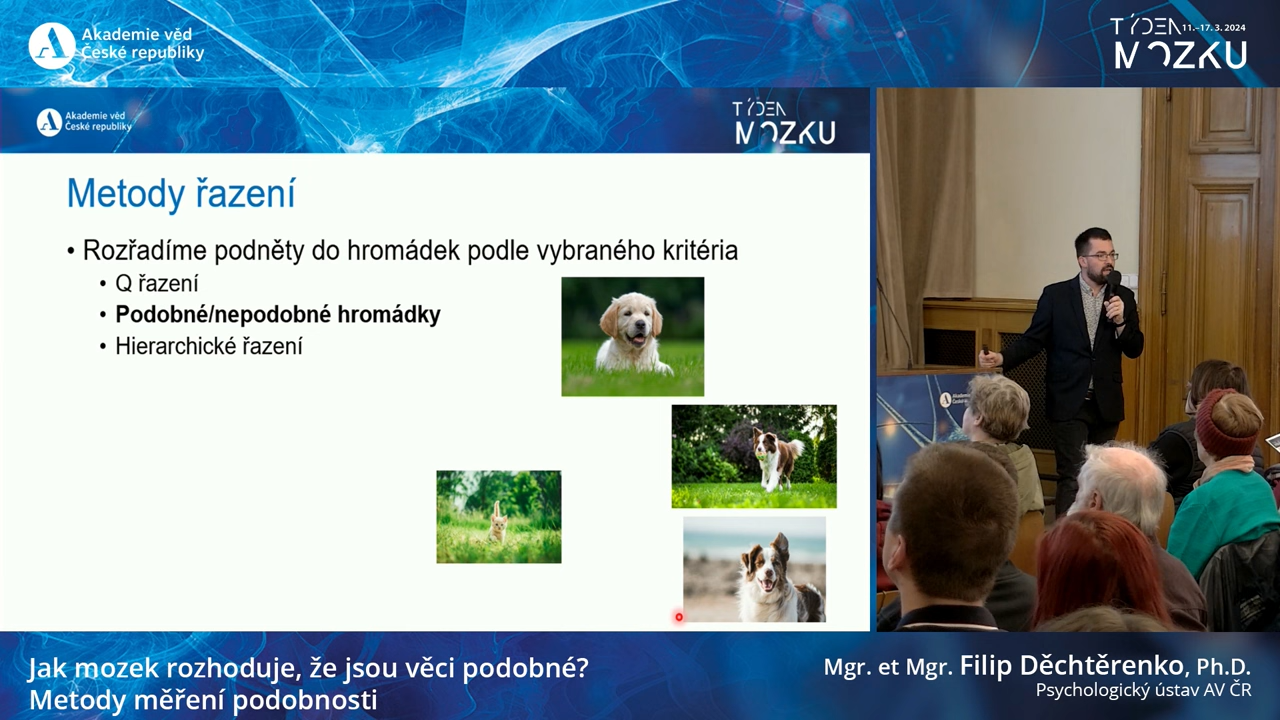 Akademie věd
České republiky
TÝDEN 11.–17. 3. 2024
MOZKU
Akademie věd
České republiky
TÝDEN
MOZKU
Metody řazení
• Rozřadíme podněty do hromádek podle vybraného kritéria
• Q řazení
• Podobné/nepodobné hromádky
• Hierarchické řazení
Jak mozek rozhoduje, že jsou věci podobné?
Metody měření podobnosti
Mgr. et Mgr. Filip Děchtěrenko, Ph.D.
Psychologický ústav AV ČR